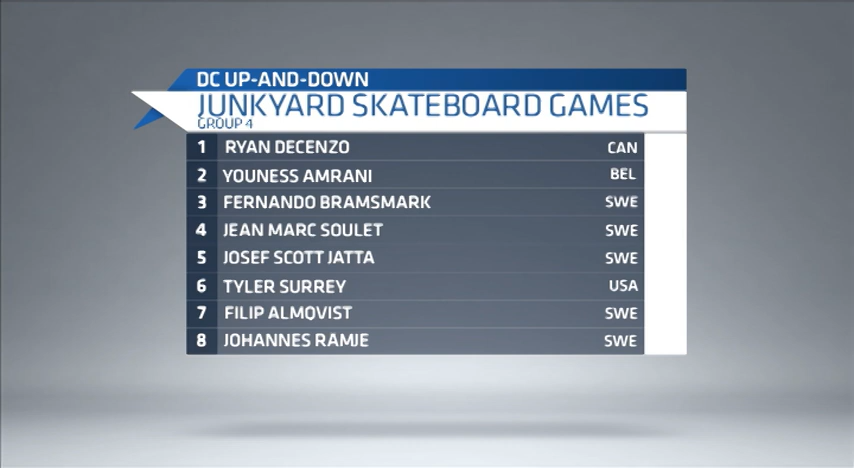 DC UP-AND-DOWN
JUNKYARD SKATEBOARD GAMES
GROUP 4
1 RYAN DECENZO CAN
2 YOUNESS AMRANI BEL
3 FERNANDO BRAMSMARK SWE
4 JEAN MARC SOULET SWE
5 JOSEF SCOTT JATTA SWE
6 TYLER SURREY USA
7 FILIP ALMQVIST SWE
8 JOHANNES RAMJE SWE